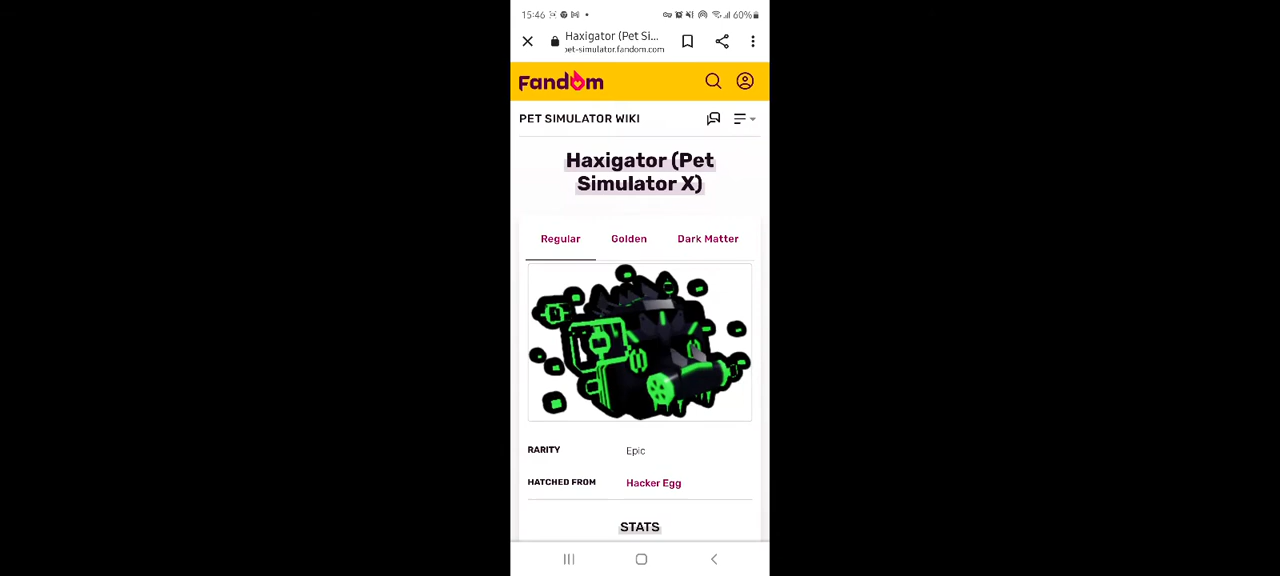 15:46 60%
Haxigator (Pet Si...
pet-simulator.fandom.com
Fandom
PET SIMULATOR WIKI
Haxigator (Pet
Simulator X)
Regular Golden Dark Matter
RARITY Epic
HATCHED FROM Hacker Egg
STATS